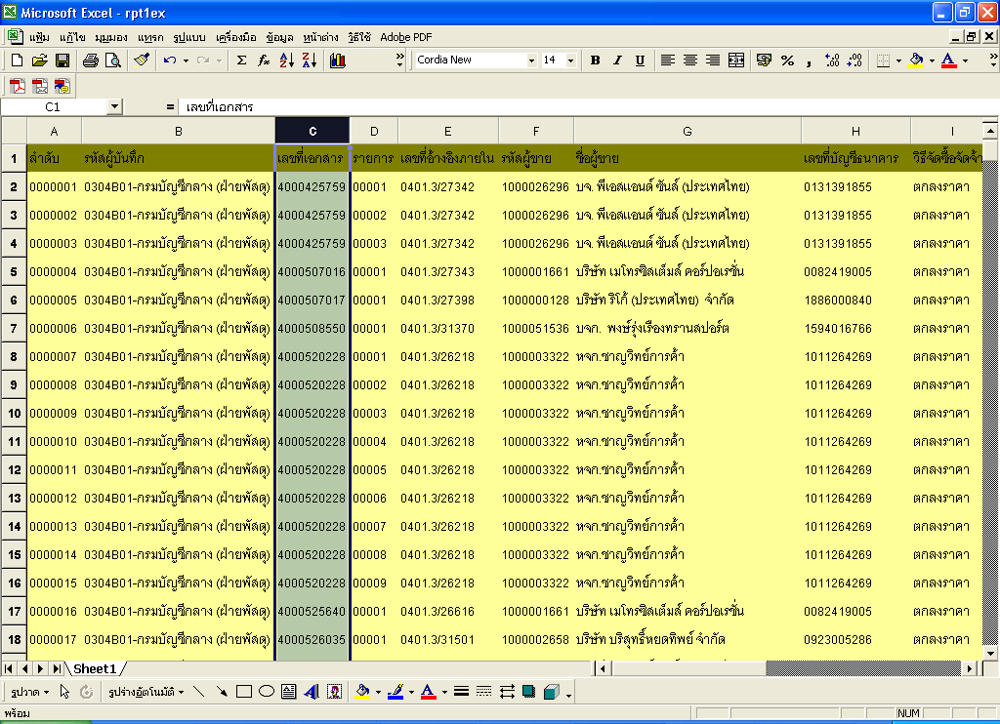 Microsoft Excel - rpt1ex
แฟ้ม แก้ไข มุมมอง แทรก รูปแบบ เครื่องมือ ข้อมูล หน้าต่าง วิธีใช้ Adobe PDF
Cordia New 14 B I U
C1 = เลขที่เอกสาร
A B C D E F G H I
1 ลำดับ รหัสผู้บันทึก เลขที่เอกสาร รายการ เลขที่อ้างอิงภายใน รหัสผู้ขาย ชื่อผู้ขาย เลขที่บัญชีธนาคาร วิธีจัดซื้อจัดจ้า
2 0000001 0304B01-กรมบัญชีกลาง (ฝ่ายพัสดุ) 4000425759 00001 0401.3/27342 1000026296 บจ. พีเอสแอนด์ ซันส์ (ประเทศไทย) 0131391855 ตกลงราคา
3 0000002 0304B01-กรมบัญชีกลาง (ฝ่ายพัสดุ) 4000425759 00002 0401.3/27342 1000026296 บจ. พีเอสแอนด์ ซันส์ (ประเทศไทย) 0131391855 ตกลงราคา
4 0000003 0304B01-กรมบัญชีกลาง (ฝ่ายพัสดุ) 4000425759 00003 0401.3/27342 1000026296 บจ. พีเอสแอนด์ ซันส์ (ประเทศไทย) 0131391855 ตกลงราคา
5 0000004 0304B01-กรมบัญชีกลาง (ฝ่ายพัสดุ) 4000507016 00001 0401.3/27343 1000001661 บริษัท เมโทรซิสเต็มส์ คอร์ปอเรชั่น 0082419005 ตกลงราคา
6 0000005 0304B01-กรมบัญชีกลาง (ฝ่ายพัสดุ) 4000507017 00001 0401.3/27398 1000000128 บริษัท ริโก้ (ประเทศไทย) จำกัด 1886000840 ตกลงราคา
7 0000006 0304B01-กรมบัญชีกลาง (ฝ่ายพัสดุ) 4000508550 00001 0401.3/31370 1000051536 บจก. พงษ์รุ่งเรืองทรานสปอร์ต 1594016766 ตกลงราคา
8 0000007 0304B01-กรมบัญชีกลาง (ฝ่ายพัสดุ) 4000520228 00001 0401.3/26218 1000003322 หจก.ชาญวิทย์การค้า 1011264269 ตกลงราคา
9 0000008 0304B01-กรมบัญชีกลาง (ฝ่ายพัสดุ) 4000520228 00002 0401.3/26218 1000003322 หจก.ชาญวิทย์การค้า 1011264269 ตกลงราคา
10 0000009 0304B01-กรมบัญชีกลาง (ฝ่ายพัสดุ) 4000520228 00003 0401.3/26218 1000003322 หจก.ชาญวิทย์การค้า 1011264269 ตกลงราคา
11 0000010 0304B01-กรมบัญชีกลาง (ฝ่ายพัสดุ) 4000520228 00004 0401.3/26218 1000003322 หจก.ชาญวิทย์การค้า 1011264269 ตกลงราคา
12 0000011 0304B01-กรมบัญชีกลาง (ฝ่ายพัสดุ) 4000520228 00005 0401.3/26218 1000003322 หจก.ชาญวิทย์การค้า 1011264269 ตกลงราคา
13 0000012 0304B01-กรมบัญชีกลาง (ฝ่ายพัสดุ) 4000520228 00006 0401.3/26218 1000003322 หจก.ชาญวิทย์การค้า 1011264269 ตกลงราคา
14 0000013 0304B01-กรมบัญชีกลาง (ฝ่ายพัสดุ) 4000520228 00007 0401.3/26218 1000003322 หจก.ชาญวิทย์การค้า 1011264269 ตกลงราคา
15 0000014 0304B01-กรมบัญชีกลาง (ฝ่ายพัสดุ) 4000520228 00008 0401.3/26218 1000003322 หจก.ชาญวิทย์การค้า 1011264269 ตกลงราคา
16 0000015 0304B01-กรมบัญชีกลาง (ฝ่ายพัสดุ) 4000520228 00009 0401.3/26218 1000003322 หจก.ชาญวิทย์การค้า 1011264269 ตกลงราคา
17 0000016 0304B01-กรมบัญชีกลาง (ฝ่ายพัสดุ) 4000525640 00001 0401.3/26616 1000001661 บริษัท เมโทรซิสเต็มส์ คอร์ปอเรชั่น 0082419005 ตกลงราคา
18 0000017 0304B01-กรมบัญชีกลาง (ฝ่ายพัสดุ) 4000526035 00001 0401.3/31501 1000002658 บริษัท บริสุทธิ์หยดทิพย์ จำกัด 0923005286 ตกลงราคา
Sheet1
รูปวาด รูปร่างอัตโนมัติ
พร้อม NUM